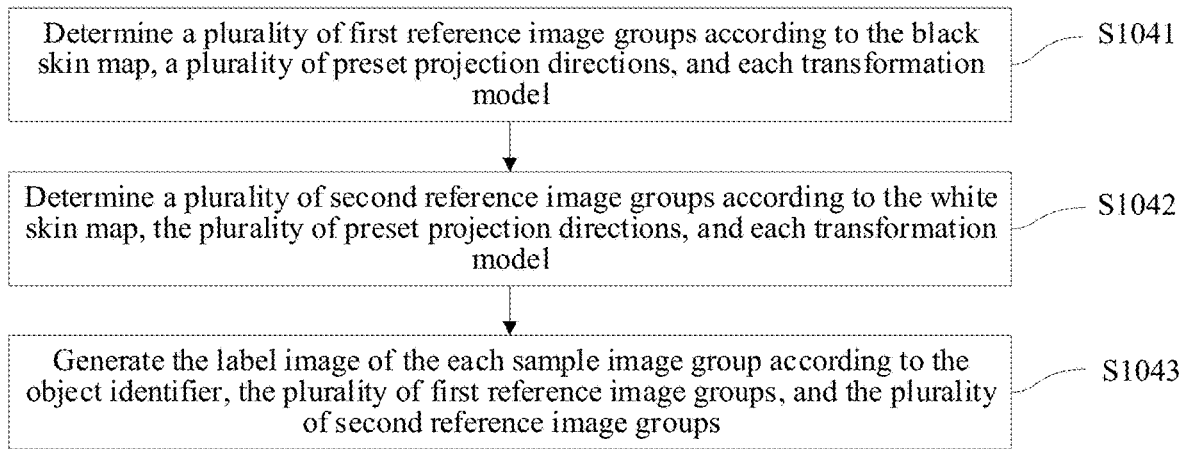 Determine a plurality of first reference image groups according to the black
skin map, a plurality of preset projection directions, and each transformation
model
S1041
Determine a plurality of second reference image groups according to the white
skin map, the plurality of preset projection directions, and each transformation
model
S1042
Generate the label image of the each sample image group according to the
object identifier, the plurality of first reference image groups, and the plurality
of second reference image groups
S1043